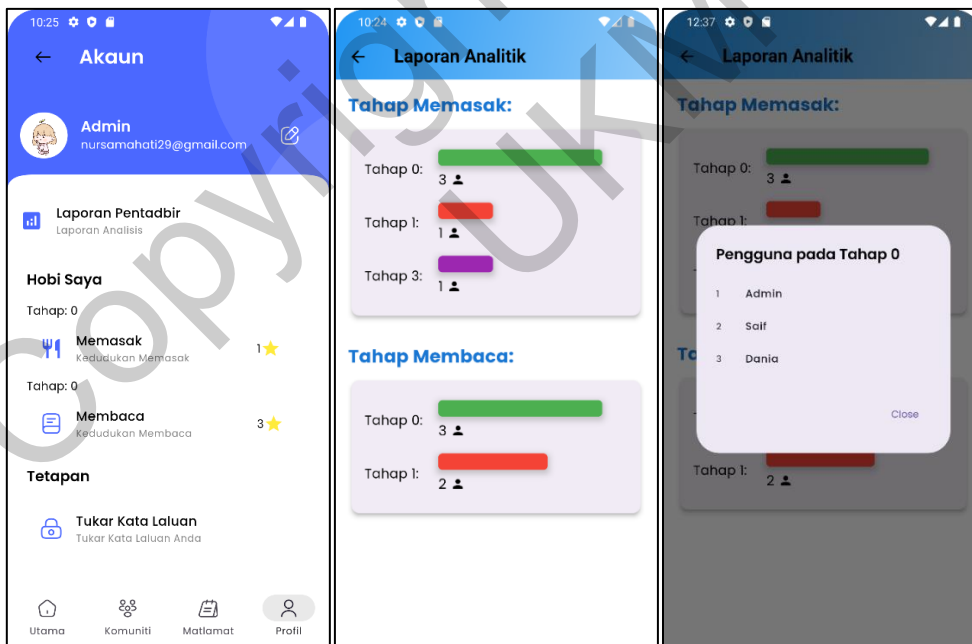 10:25
Akaun
Admin
nursamahati29@gmail.com
Laporan Pentadbir
Laporan Analisis
Hobi Saya
Tahap: 0
Memasak
Kedudukan Memasak
1
Tahap: 0
Membaca
Kedudukan Membaca
3
Tetapan
Tukar Kata Laluan
Tukar Kata Laluan Anda
Utama
Komuniti
Matlamat
Profil
10:24
Laporan Analitik
Tahap Memasak:
Tahap 0:
3
Tahap 1:
1
Tahap 3:
1
Tahap Membaca:
Tahap 0:
3
Tahap 1:
2
12:37
Laporan Analitik
Tahap Memasak:
Tahap 0:
3
Tahap 1:
Pengguna pada Tahap 0
1 Admin
2 Saif
3 Dania
Close
Tahap 1:
2
Copyright
UKM